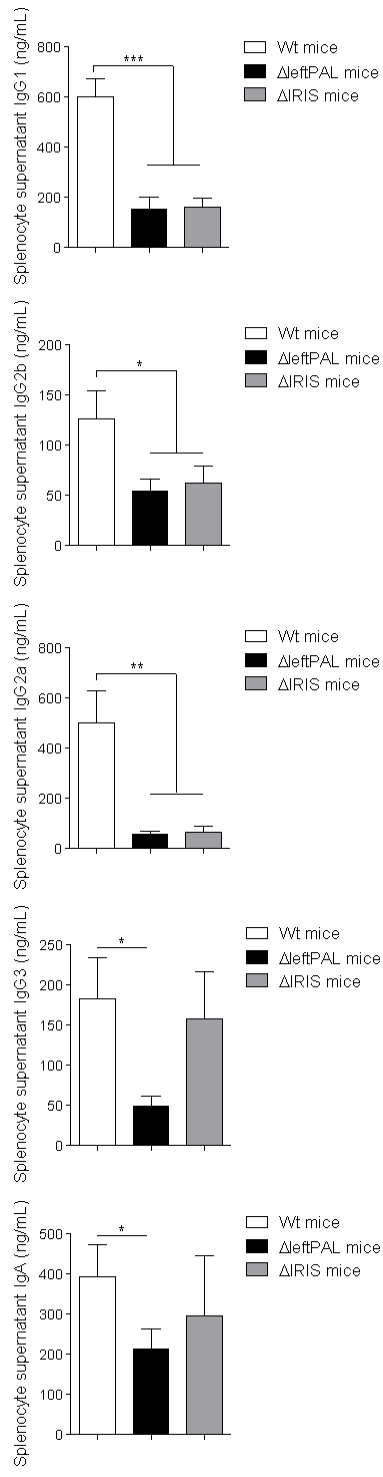 Splenocyte supernatant IgG1 (ng/mL)
800
600
400
200
0
***
Wt mice
ΔleftPAL mice
ΔIRIS mice
Splenocyte supernatant IgG2b (ng/mL)
200
150
100
50
0
*
Wt mice
ΔleftPAL mice
ΔIRIS mice
Splenocyte supernatant IgG2a (ng/mL)
800
600
400
200
0
**
Wt mice
ΔleftPAL mice
ΔIRIS mice
Splenocyte supernatant IgG3 (ng/mL)
250
200
150
100
50
0
*
Wt mice
ΔleftPAL mice
ΔIRIS mice
Splenocyte supernatant IgA (ng/mL)
500
400
300
200
100
0
*
Wt mice
ΔleftPAL mice
ΔIRIS mice